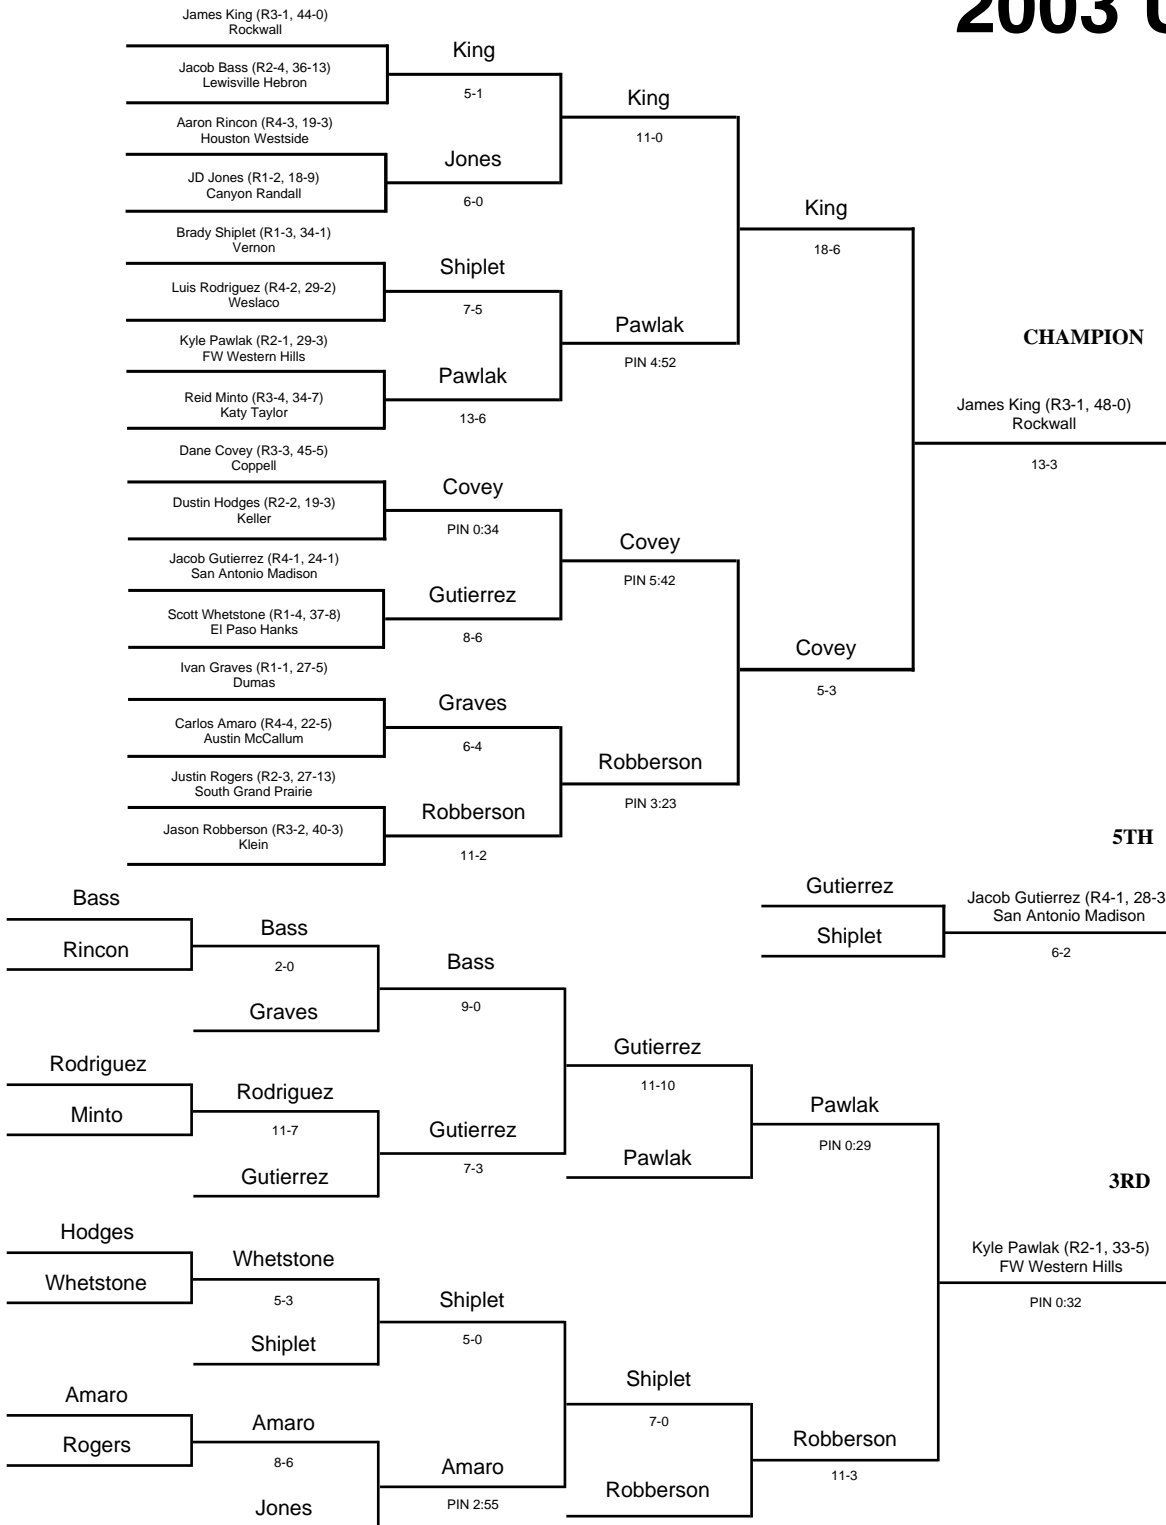 2003 U
James King (R3-1, 44-0)
Rockwall
Jacob Bass (R2-4, 36-13)
Lewisville Hebron
Aaron Rincon (R4-3, 19-3)
Houston Westside
JD Jones (R1-2, 18-9)
Canyon Randall
Brady Shiplet (R1-3, 34-1)
Vernon
Luis Rodriguez (R4-2, 29-2)
Weslaco
Kyle Pawlak (R2-1, 29-3)
FW Western Hills
Reid Minto (R3-4, 34-7)
Katy Taylor
Dane Covey (R3-3, 45-5)
Coppell
Dustin Hodges (R2-2, 19-3)
Keller
Jacob Gutierrez (R4-1, 24-1)
San Antonio Madison
Scott Whetstone (R1-4, 37-8)
El Paso Hanks
Ivan Graves (R1-1, 27-5)
Dumas
Carlos Amaro (R4-4, 22-5)
Austin McCallum
Justin Rogers (R2-3, 27-13)
South Grand Prairie
Jason Robberson (R3-2, 40-3)
Klein
King
5-1
Jones
6-0
Shiplet
7-5
Pawlak
13-6
Covey
PIN 0:34
Gutierrez
8-6
Graves
6-4
Robberson
11-2
King
11-0
Pawlak
PIN 4:52
Covey
PIN 5:42
Robberson
PIN 3:23
King
18-6
Covey
5-3
CHAMPION
James King (R3-1, 48-0)
Rockwall
13-3
5TH
Gutierrez
Shiplet
Jacob Gutierrez (R4-1, 28-3
San Antonio Madison
6-2
Bass
Rincon
Rodriguez
Minto
Hodges
Whetstone
Amaro
Rogers
Bass
2-0
Graves
Rodriguez
11-7
Gutierrez
Whetstone
5-3
Shiplet
Amaro
8-6
Jones
Bass
9-0
Gutierrez
7-3
Shiplet
5-0
Amaro
PIN 2:55
Gutierrez
11-10
Pawlak
Shiplet
7-0
Robberson
Pawlak
PIN 0:29
Robberson
11-3
3RD
Kyle Pawlak (R2-1, 33-5)
FW Western Hills
PIN 0:32